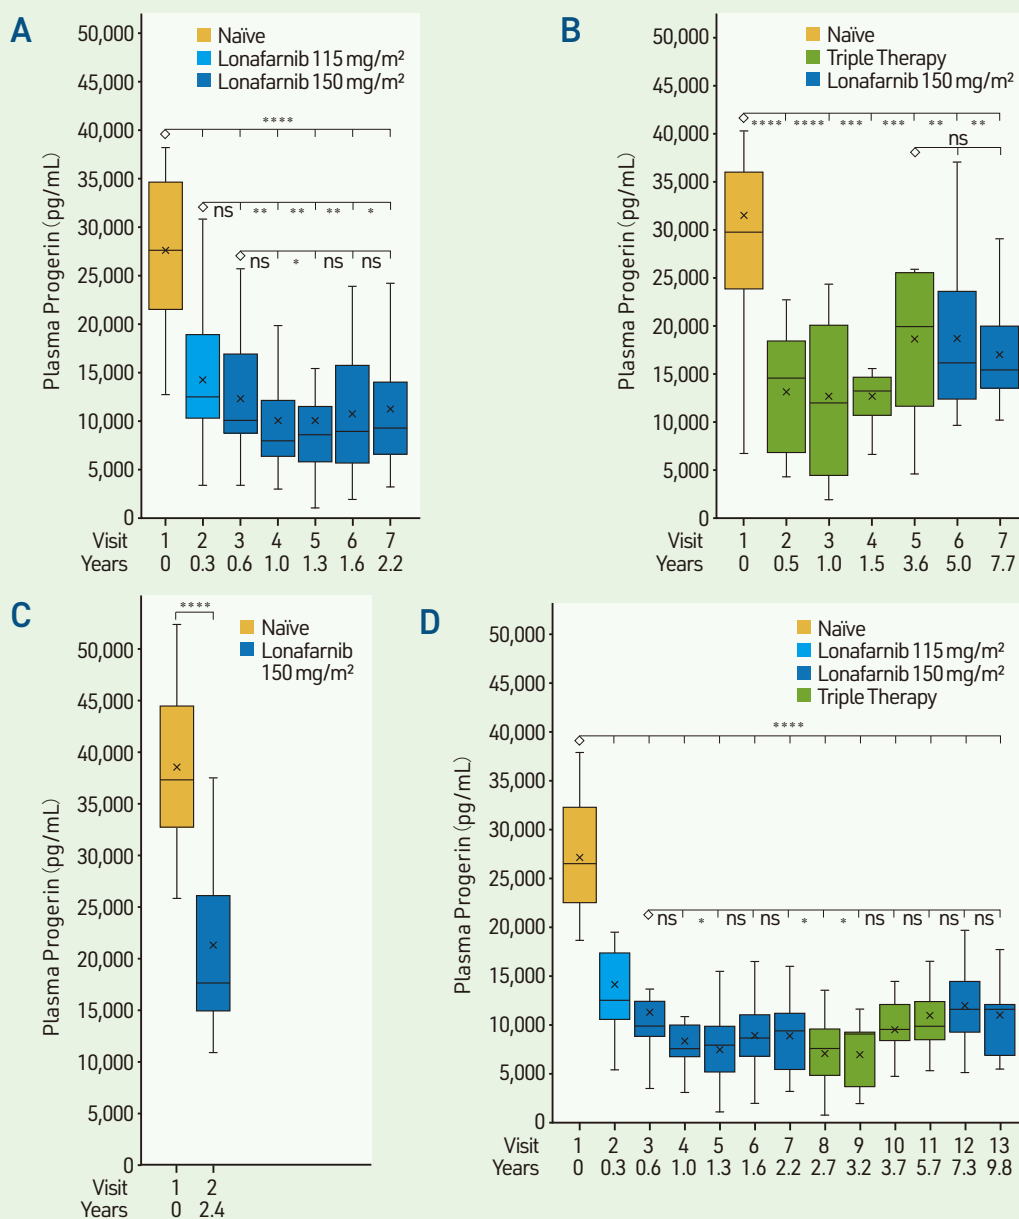 A
50,000
45,000
40,000
35,000
30,000
25,000
20,000
15,000
10,000
5,000
0
Plasma Progerin (pg/mL)
Naïve
Lonafarnib 115 mg/m²
Lonafarnib 150 mg/m²
****
ns ** ** ** *
ns * ns ns
Visit 1 2 3 4 5 6 7
Years 0 0.3 0.6 1.0 1.3 1.6 2.2
B
50,000
45,000
40,000
35,000
30,000
25,000
20,000
15,000
10,000
5,000
0
Plasma Progerin (pg/mL)
Naïve
Triple Therapy
Lonafarnib 150 mg/m²
**** **** *** *** ** **
ns
Visit 1 2 3 4 5 6 7
Years 0 0.5 1.0 1.5 3.6 5.0 7.7
C
50,000
45,000
40,000
35,000
30,000
25,000
20,000
15,000
10,000
5,000
0
Plasma Progerin (pg/mL)
****
Naïve
Lonafarnib
150 mg/m²
Visit 1 2
Years 0 2.4
D
50,000
45,000
40,000
35,000
30,000
25,000
20,000
15,000
10,000
5,000
0
Plasma Progerin (pg/mL)
Naïve
Lonafarnib 115 mg/m²
Lonafarnib 150 mg/m²
Triple Therapy
****
ns * ns ns * * ns ns ns ns
Visit 1 2 3 4 5 6 7 8 9 10 11 12 13
Years 0 0.3 0.6 1.0 1.3 1.6 2.2 2.7 3.2 3.7 5.7 7.3 9.8